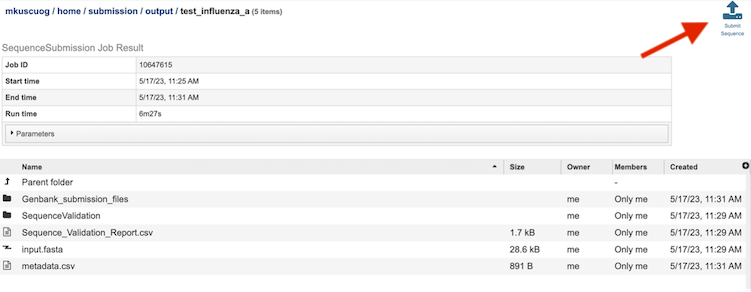 mkuscuog / home / submission / output / test_influenza_a (5 items)
Submit
Sequence
SequenceSubmission Job Result
Job ID 10647615
Start time 5/17/23, 11:25 AM
End time 5/17/23, 11:31 AM
Run time 6m27s
Parameters
Name Size Owner Members Created
Parent folder -
Genbank_submission_files me Only me 5/17/23, 11:31 AM
SequenceValidation me Only me 5/17/23, 11:29 AM
Sequence_Validation_Report.csv 1.7 kB me Only me 5/17/23, 11:29 AM
input.fasta 28.6 kB me Only me 5/17/23, 11:29 AM
metadata.csv 891 B me Only me 5/17/23, 11:31 AM